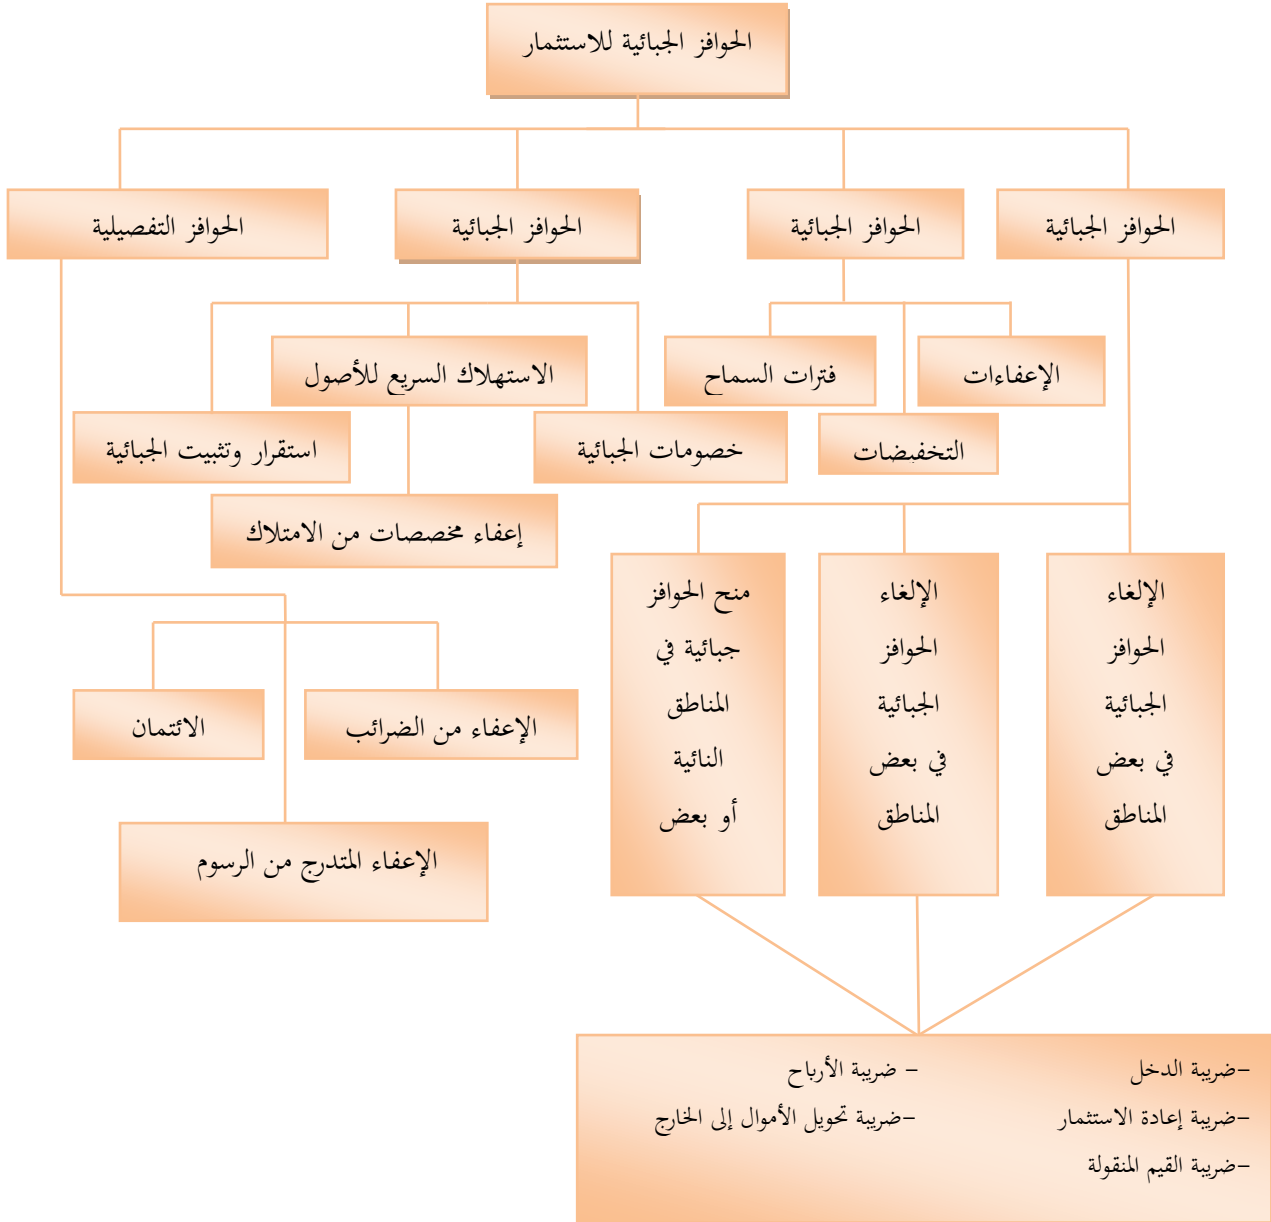 الحوافز الجبائية للاستثمار
الحوافز الجبائية
الحوافز الجبائية
الحوافز الجبائية
الحوافز التفصيلية
الإعفاءات
فترات السماح
الاستهلاك السريع للأصول
التخفيضات
خصومات الجبائية
استقرار وتثبيت الجبائية
إعفاء مخصصات من الامتلاك
الإلغاء
الحوافز
الجبائية
في بعض
المناطق
الإلغاء
الحوافز
الجبائية
في بعض
المناطق
منح الحوافز
جبائية في
المناطق
النائية
أو بعض
الإعفاء من الضرائب
الائتمان
الإعفاء المتدرج من الرسوم
-ضريبة الدخل
-ضريبة إعادة الاستثمار
-ضريبة القيم المنقولة
- ضريبة الأرباح
-ضريبة تحويل الأموال إلى الخارج